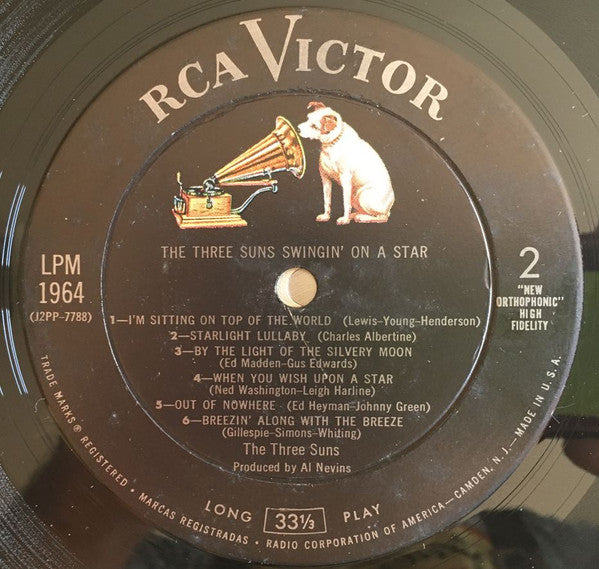 RCA VICTOR
THE THREE SUNS SWINGIN' ON A STAR
LPM
1964
(J2PP-7788)
2
"NEW
ORTHOPHONIC"
HIGH
FIDELITY
1—I'M SITTING ON TOP OF THE WORLD (Lewis-Young-Henderson)
2—STARLIGHT LULLABY (Charles Albertine)
3—BY THE LIGHT OF THE SILVERY MOON
(Ed Madden-Gus Edwards)
4—WHEN YOU WISH UPON A STAR
(Ned Washington-Leigh Harline)
5—OUT OF NOWHERE (Ed Heyman-Johnny Green)
6—BREEZIN' ALONG WITH THE BREEZE
(Gillespie-Simons-Whiting)
The Three Suns
Produced by Al Nevins
LONG 33⅓ PLAY
TRADE MARKS ® REGISTERED • MARCAS REGISTRADAS • RADIO CORPORATION OF AMERICA—CAMDEN, N. J.—MADE IN U. S. A.